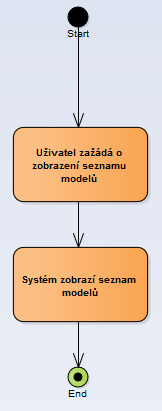 Start
Uživatel zažádá o
zobrazení seznamu
modelů
Systém zobrazí seznam
modelů
End